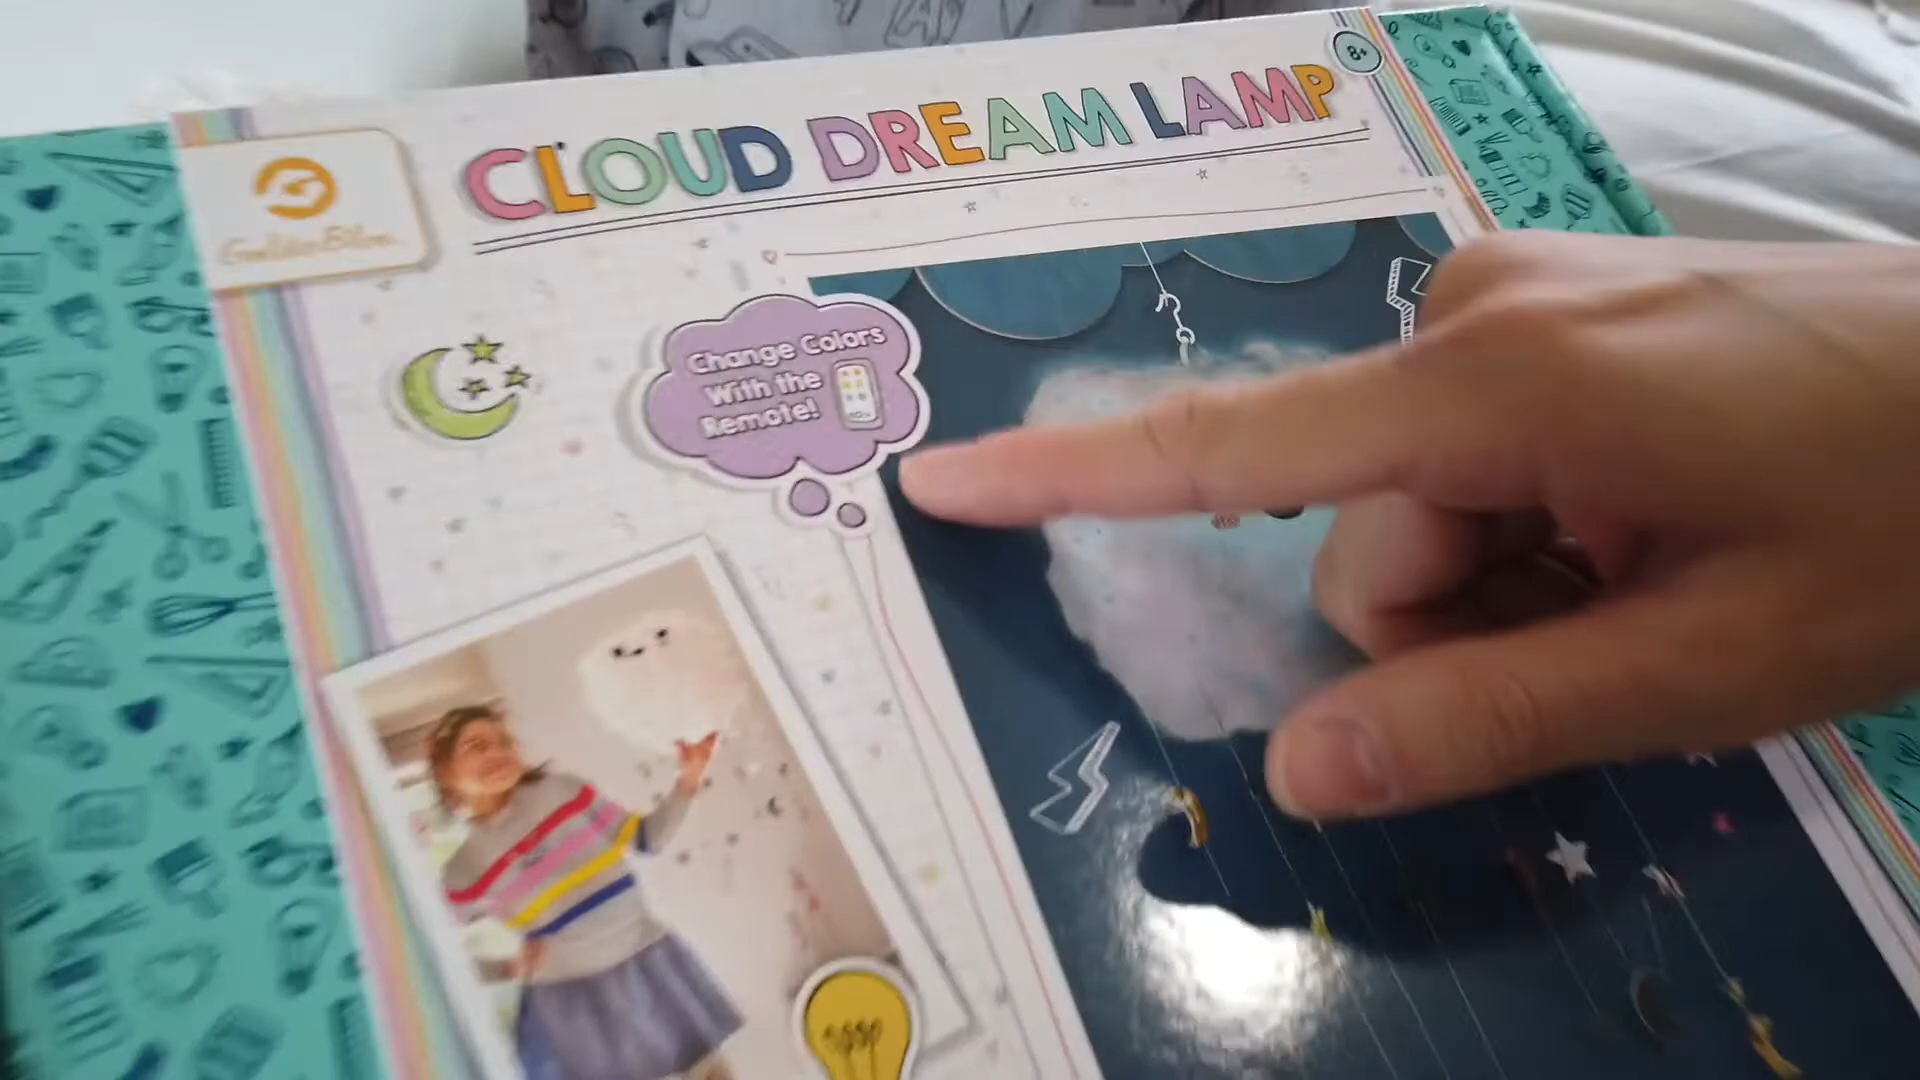 CLOUD DREAM LAMP
8+
Change Colors
With the
Remote!